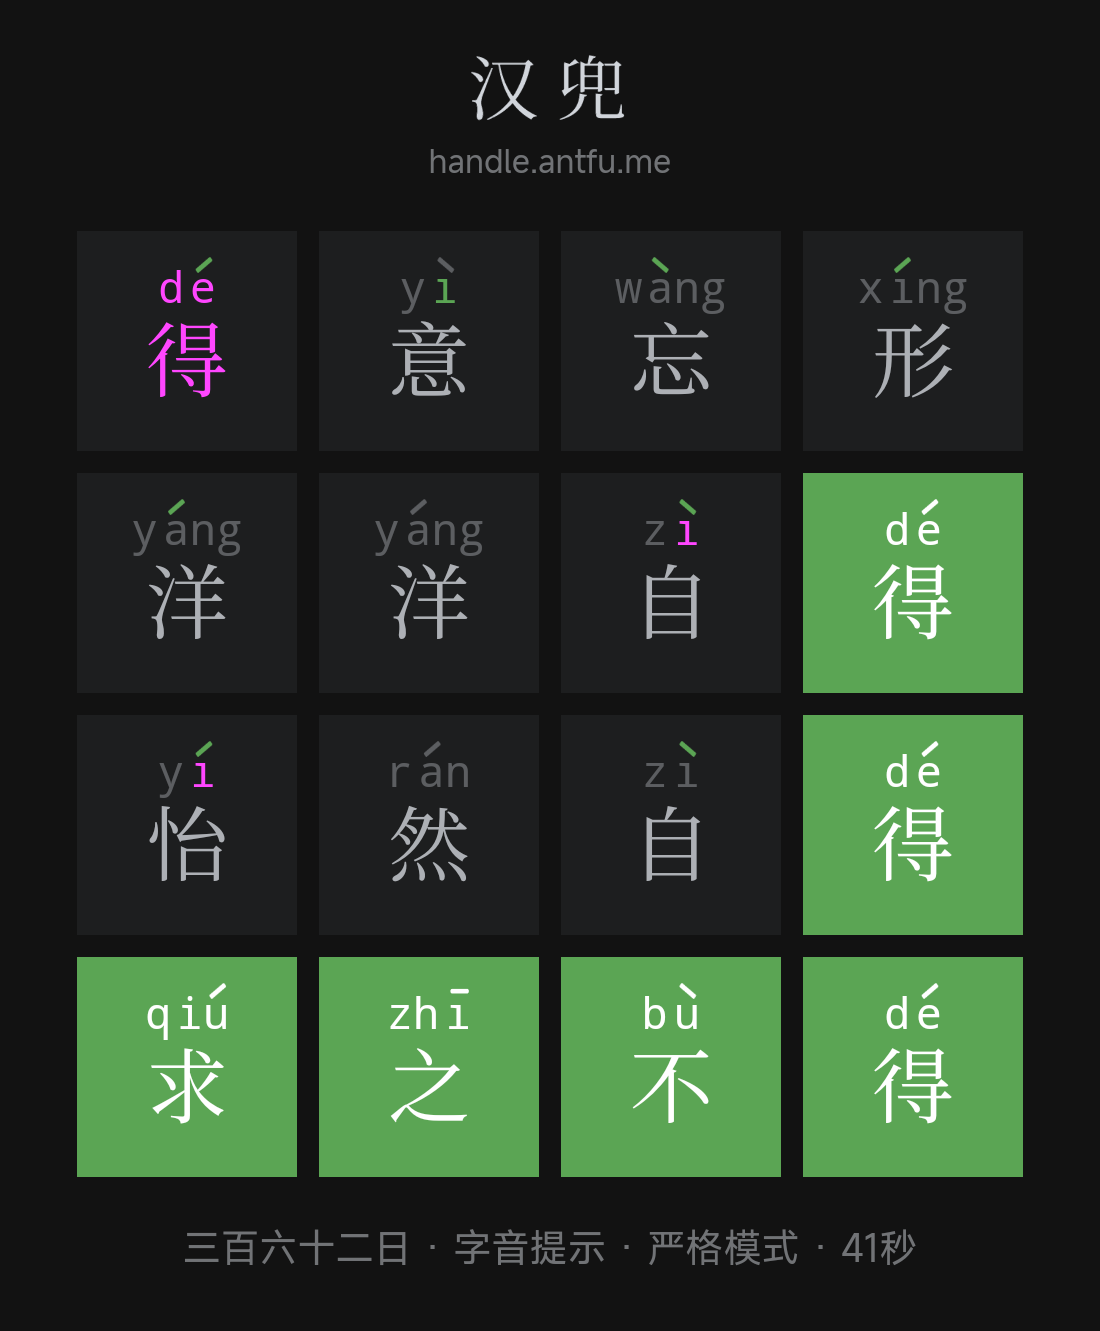 汉兜
handle.antfu.me
dé yì wàng xíng
得 意 忘 形
yáng yáng zì dé
洋 洋 自 得
yí rán zì dé
怡 然 自 得
qiú zhī bù dé
求 之 不 得
三百六十二日 · 字音提示 · 严格模式 · 41秒